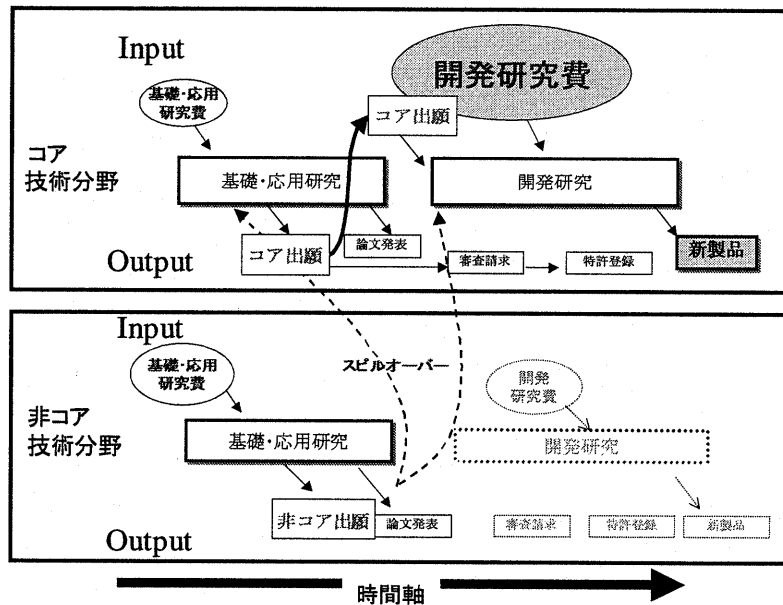 Input
基礎・応用
研究費
開発研究費
コア出願
コア
技術分野
基礎・応用研究
開発研究
コア出願
論文発表
Output
審査請求
特許登録
新製品
Input
基礎・応用
研究費
スピルオーバー
開発
研究費
非コア
技術分野
基礎・応用研究
開発研究
非コア出願
論文発表
審査請求
特許登録
新製品
Output
時間軸